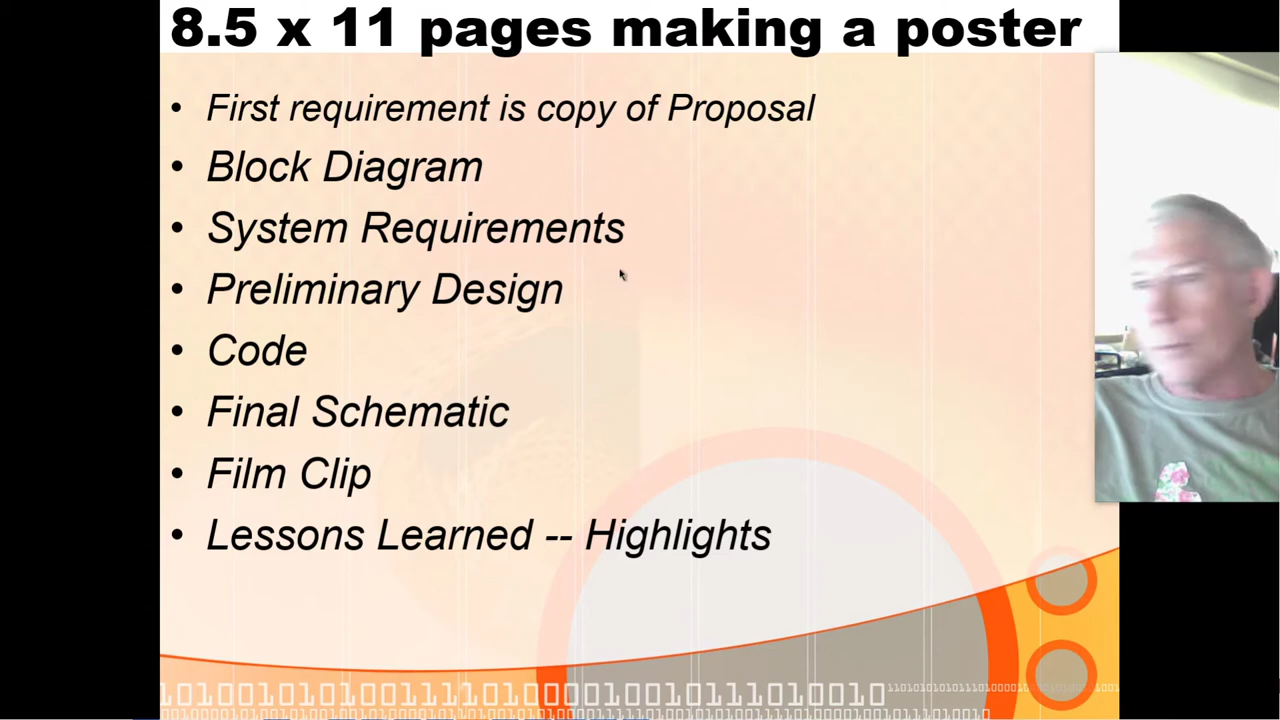 8.5 x 11 pages making a poster
• First requirement is copy of Proposal
• Block Diagram
• System Requirements
• Preliminary Design
• Code
• Final Schematic
• Film Clip
• Lessons Learned -- Highlights